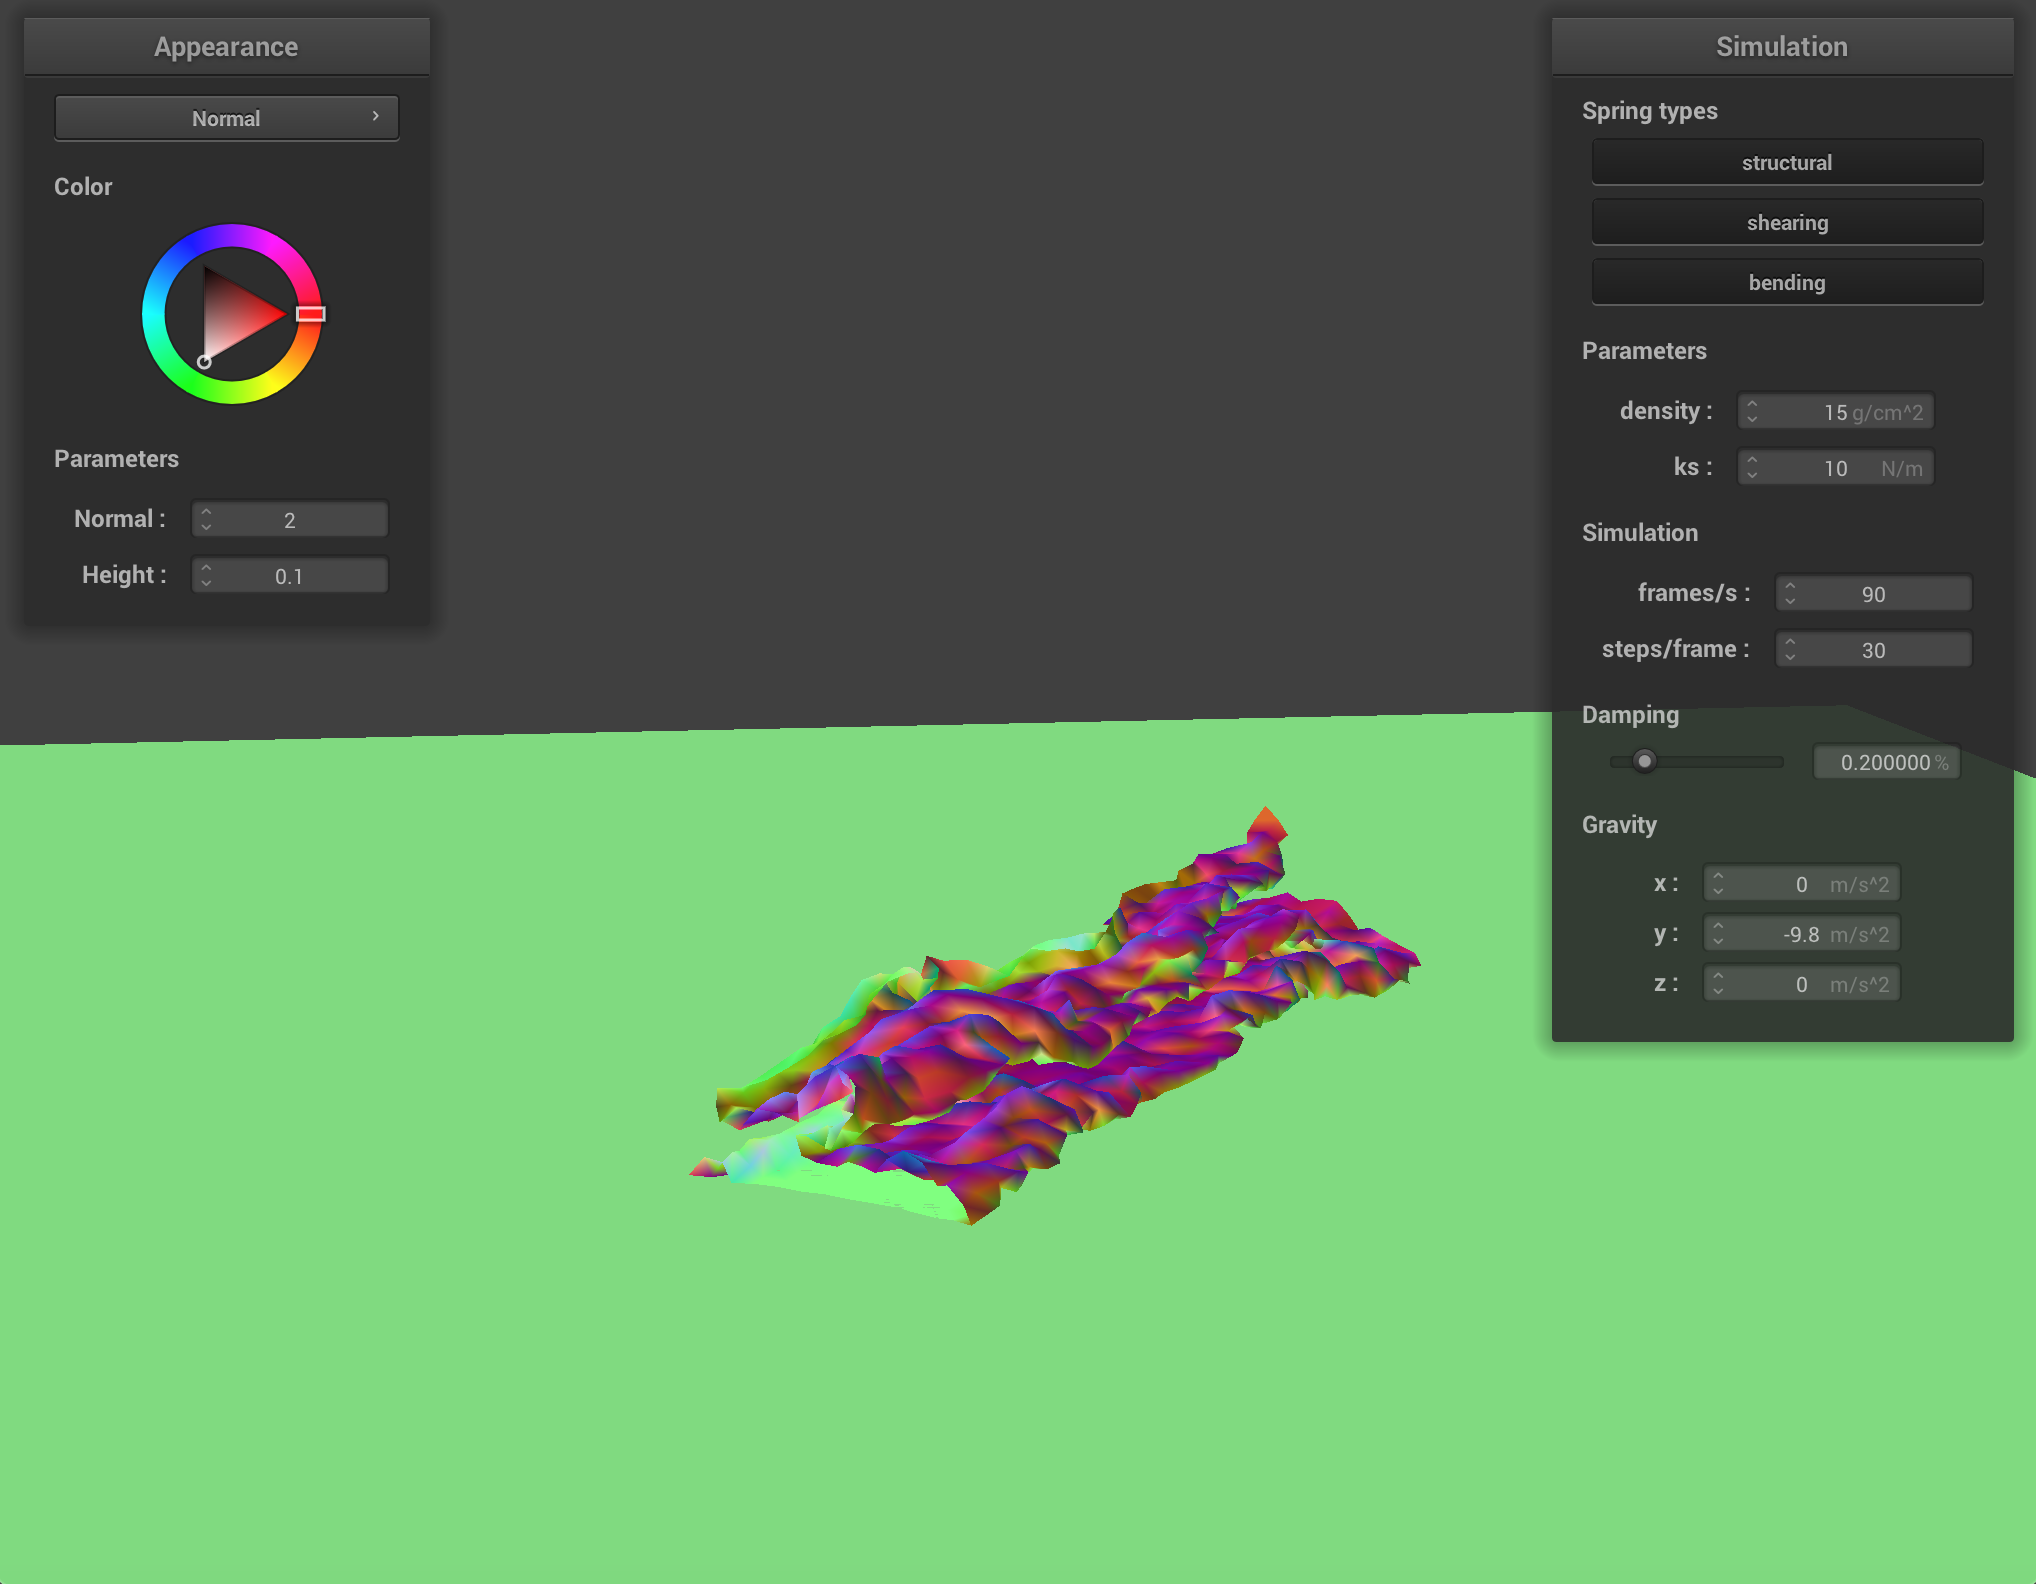 Appearance
Normal
Color
Parameters
Normal : 2
Height : 0.1
Simulation
Spring types
structural
shearing
bending
Parameters
density : 15 g/cm^2
ks : 10 N/m
Simulation
frames/s : 90
steps/frame : 30
Damping
0.200000 %
Gravity
x : 0 m/s^2
y : -9.8 m/s^2
z : 0 m/s^2